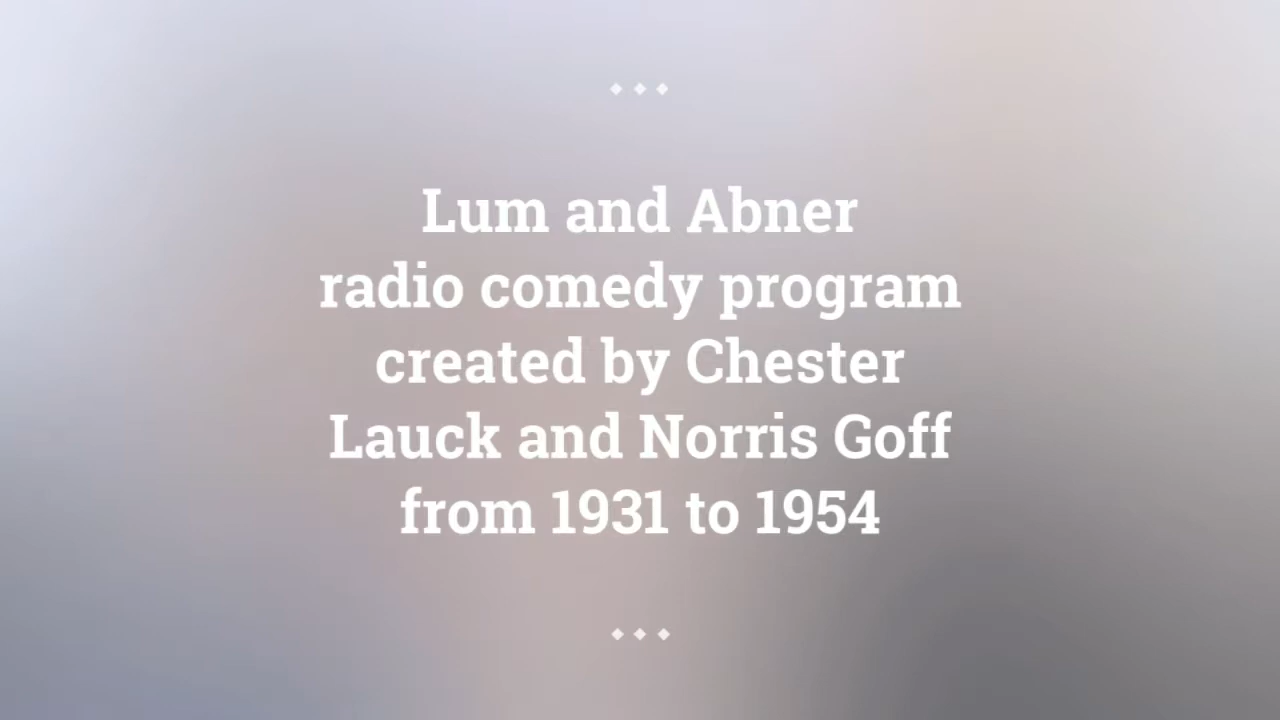 Lum and Abner
radio comedy program
created by Chester
Lauck and Norris Goff
from 1931 to 1954